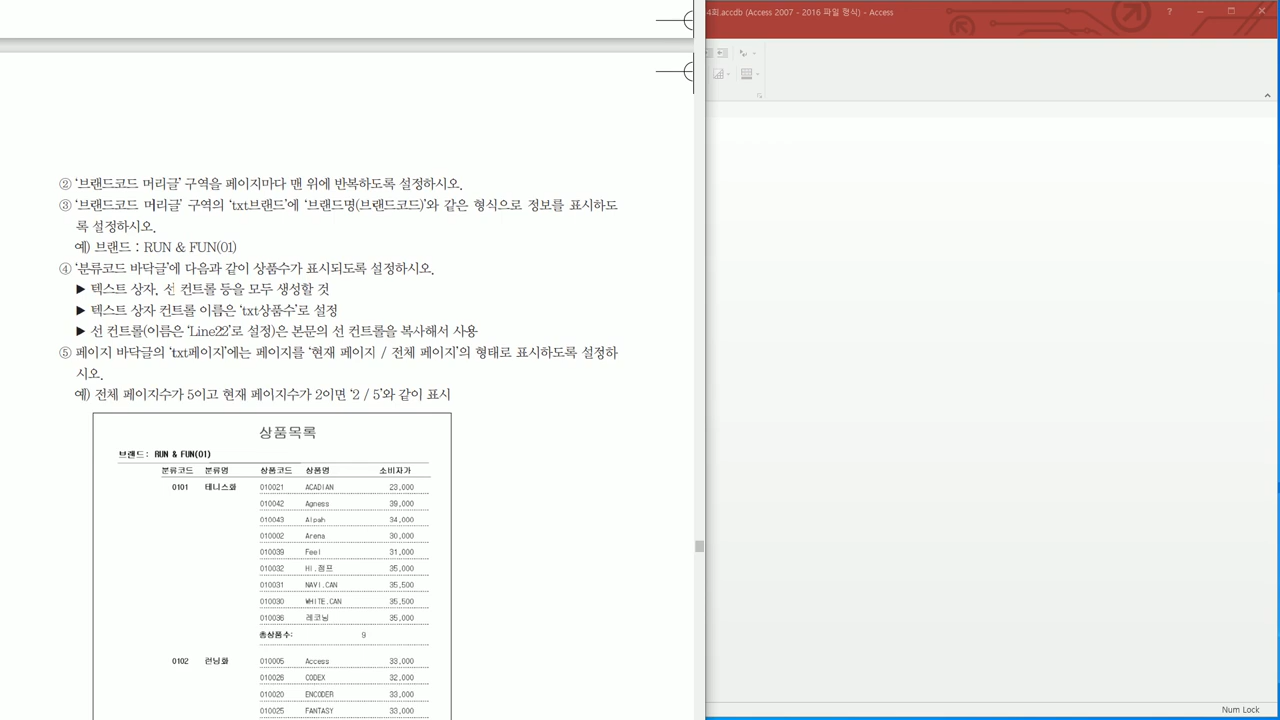 4회.accdb (Access 2007 - 2016 파일 형식) - Access
② ‘브랜드코드 머리글’ 구역을 페이지마다 맨 위에 반복하도록 설정하시오.
③ ‘브랜드코드 머리글’ 구역의 ‘txt브랜드’에 ‘브랜드명(브랜드코드)’와 같은 형식으로 정보를 표시하도
록 설정하시오.
예) 브랜드 : RUN & FUN(01)
④ ‘분류코드 바닥글’에 다음과 같이 상품수가 표시되도록 설정하시오.
▶ 텍스트 상자, 선 컨트롤 등을 모두 생성할 것
▶ 텍스트 상자 컨트롤 이름은 ‘txt상품수’로 설정
▶ 선 컨트롤(이름은 ‘Line22’로 설정)은 본문의 선 컨트롤을 복사해서 사용
⑤ 페이지 바닥글의 ‘txt페이지’에는 페이지를 ‘현재 페이지 / 전체 페이지’의 형태로 표시하도록 설정하
시오.
예) 전체 페이지수가 5이고 현재 페이지수가 2이면 ‘2 / 5’와 같이 표시
상품목록
브랜드: RUN & FUN(01)
분류코드 분류명 상품코드 상품명 소비자가
0101 테니스화 010021 ACADIAN 23,000
010042 Agness 39,000
010043 Alpah 34,000
010002 Arena 30,000
010039 Feel 31,000
010032 HI.점프 35,000
010031 NAVI.CAN 35,500
010030 WHITE.CAN 35,500
010036 레코닝 35,000
총상품수: 9
0102 런닝화 010005 Access 33,000
010026 CODEX 32,000
010020 ENCODER 33,000
010025 FANTASY 33,000
Num Lock